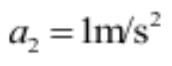 a₂ = 1m/s²